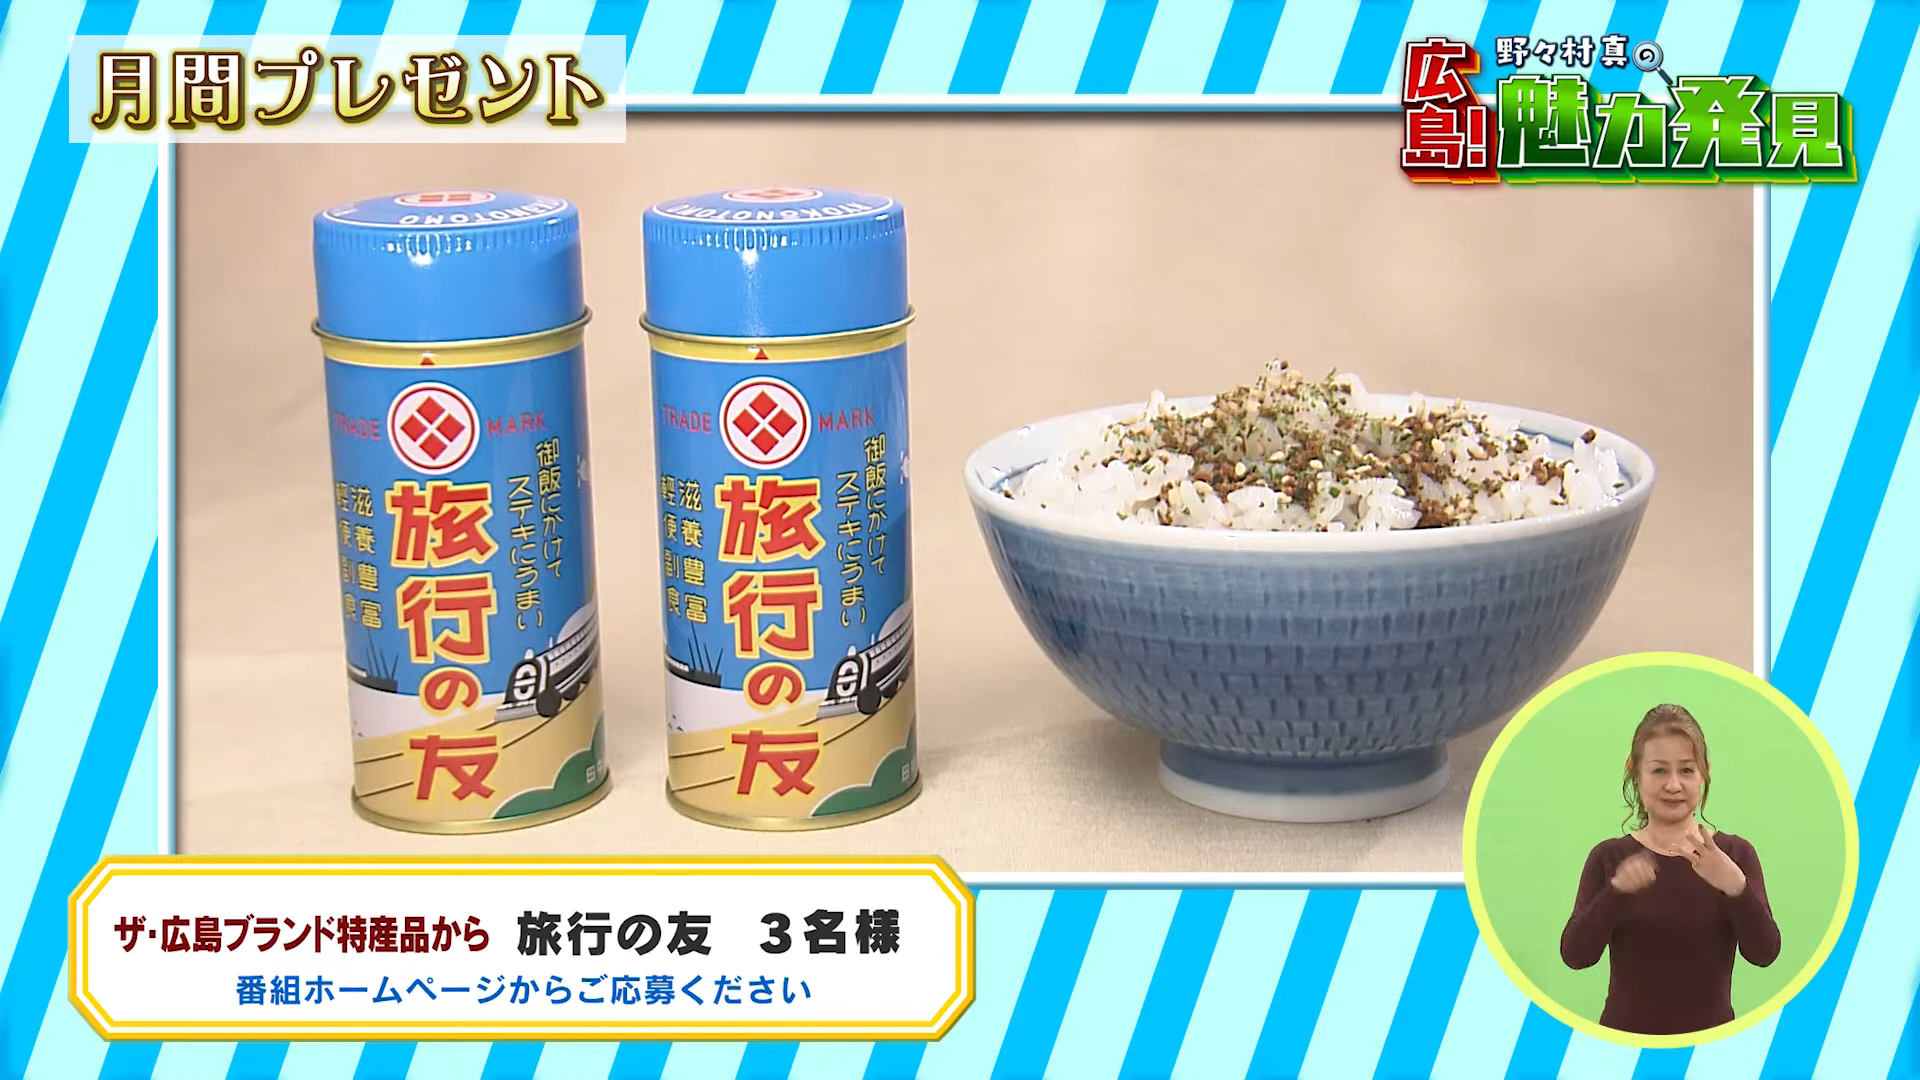 月間プレゼント
野々村真の
広島!魅力発見
RYOKONOTOMO
TRADE MARK
御飯にかけて
ステキにうまい
旅行の友
滋養豊富
軽便副食
TRADE MARK
御飯にかけて
ステキにうまい
旅行の友
滋養豊富
軽便副食
ザ・広島ブランド特産品から 旅行の友 3名様
番組ホームページからご応募ください